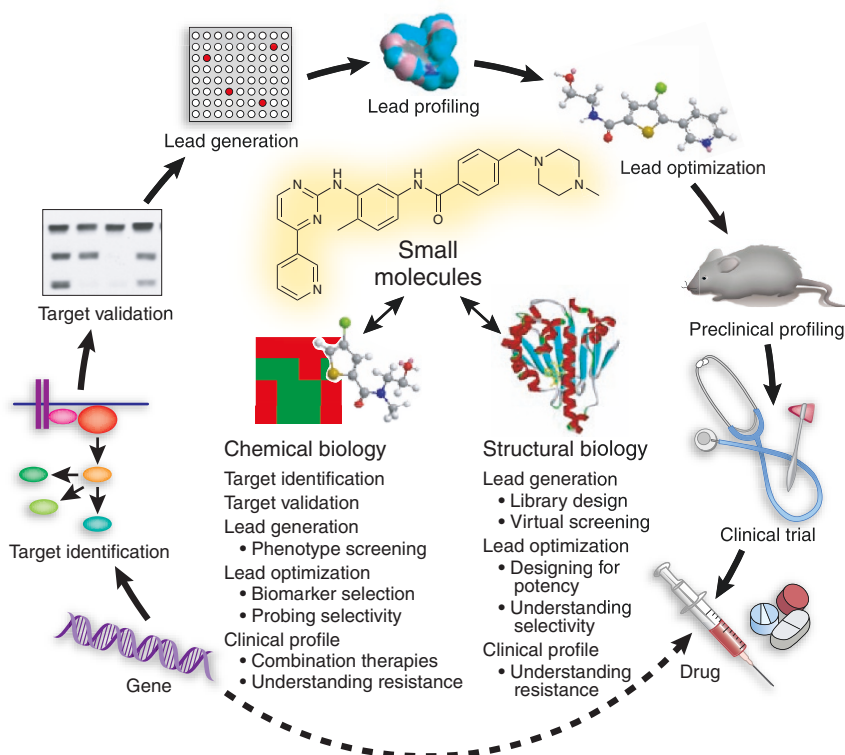 Lead generation
Lead profiling
Lead optimization
Target validation
Preclinical profiling
Target identification
Clinical trial
Gene
Drug
N
H
N
N
H
N
O
N
N
N
Small
molecules
Chemical biology
Target identification
Target validation
Lead generation
• Phenotype screening
Lead optimization
• Biomarker selection
• Probing selectivity
Clinical profile
• Combination therapies
• Understanding resistance
Structural biology
Lead generation
• Library design
• Virtual screening
Lead optimization
• Designing for
potency
• Understanding
selectivity
Clinical profile
• Understanding
resistance